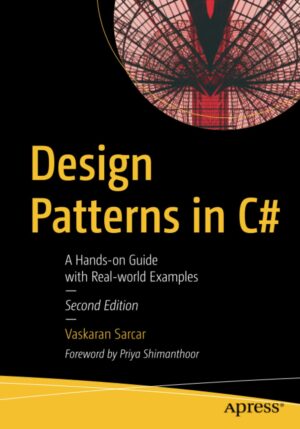 Design
Patterns in C#
A Hands-on Guide
with Real-world Examples
Second Edition
Vaskaran Sarcar
Foreword by Priya Shimanthoor
Apress®